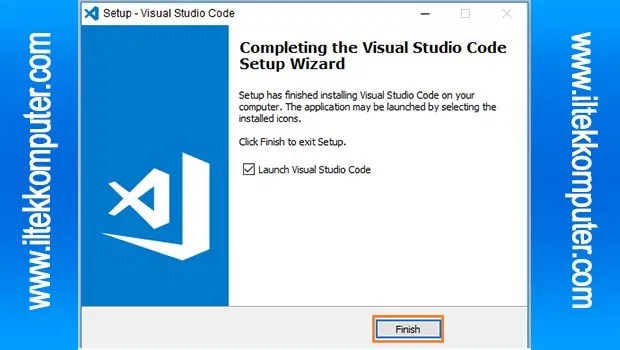 Setup - Visual Studio Code
Completing the Visual Studio Code
Setup Wizard
Setup has finished installing Visual Studio Code on your
computer. The application may be launched by selecting the
installed icons.
Click Finish to exit Setup.
Launch Visual Studio Code
Finish
www.iltekkomputer.com
www.iltekkomputer.com